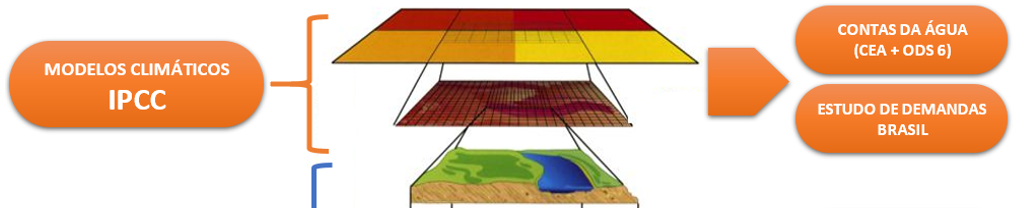 MODELOS CLIMÁTICOS
IPCC
CONTAS DA ÁGUA
(CEA + ODS 6)
ESTUDO DE DEMANDAS
BRASIL